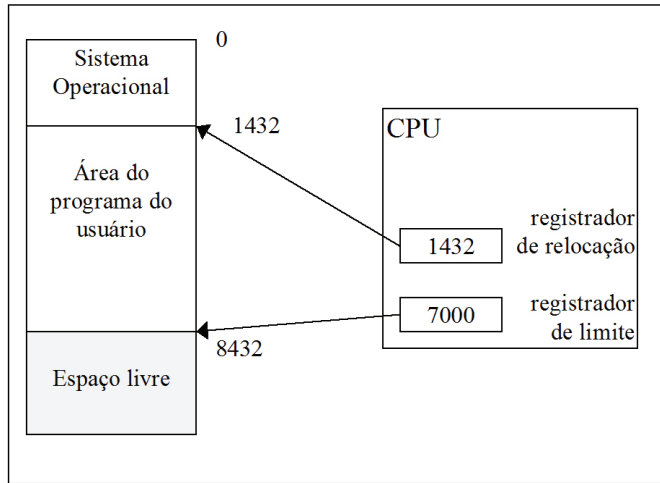 Sistema
Operacional
0
1432
Área do
programa do
usuário
8432
Espaço livre
CPU
1432
registrador
de relocação
7000
registrador
de limite